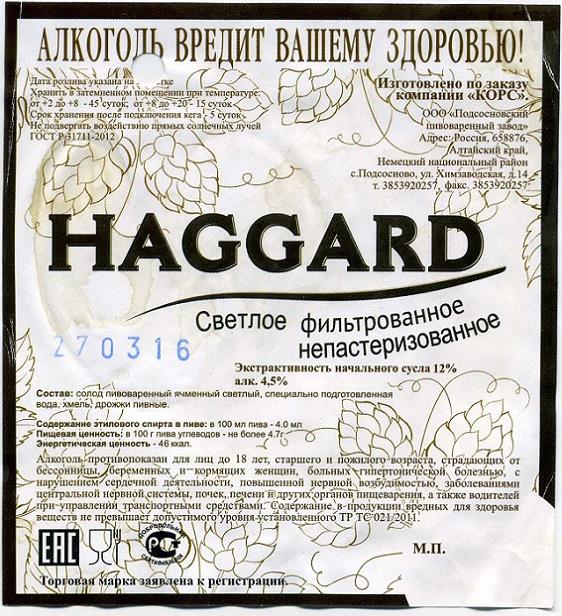 АЛКОГОЛЬ ВРЕДИТ ВАШЕМУ ЗДОРОВЬЮ!
Дата розлива указана на
Хранить в затемненном помещении при температуре:
от +2 до +8 - 45 суток, от +8 до +20 - 15 суток
Срок хранения после подключения кега - 5 суток
Не подвергать воздействию прямых солнечных лучей
ГОСТ Р 31711-2012
Изготовлено по заказу
компании «КОРС».
ООО «Подсосновский
пивоваренный завод»
Адрес: Россия, 658876,
Алтайский край,
Немецкий национальный район
с.Подсосново, ул. Химзаводская, д.14
т. 3853920257, факс. 3853920257
HAGGARD
Светлое фильтрованное
непастеризованное
270316
Экстрактивность начального сусла 12%
алк. 4,5%
Состав: солод пивоваренный ячменный светлый, специально подготовленная
вода, хмель, дрожжи пивные.
Содержание этилового спирта в пиве: в 100 мл пива - 4.0 мл
Пищевая ценность: в 100 г пива углеводов - не более 4.7г
Энергетическая ценность - 46 ккал.
Алкоголь противопоказан для лиц до 18 лет, старшего и пожилого возраста, страдающих от
бессонницы, беременных и кормящих женщин, больных гипертонической болезнью, с
нарушением сердечной деятельности, повышенной нервной возбудимостью, заболеваниями
центральной нервной системы, почек, печени и других органов пищеварения, а также водителей
при управлении транспортными средствами. Содержание в продукции вредных для здоровья
веществ не превышает допустимого уровня установленного ТР ТС 021/2011.
ЕАС
РСТ
М.П.
Торговая марка заявлена к регистрации.